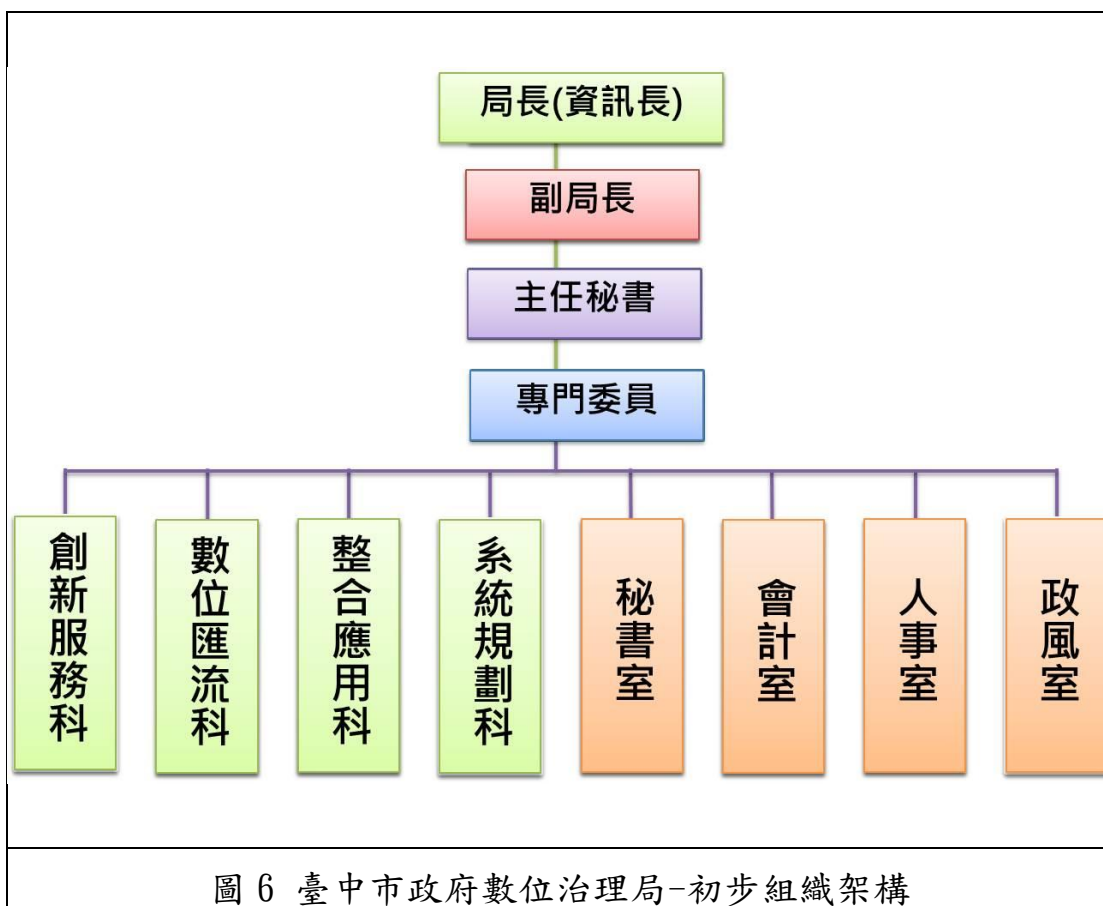 局長(資訊長)
副局長
主任秘書
專門委員
創新服務科
數位匯流科
整合應用科
系統規劃科
秘書室
會計室
人事室
政風室
圖 6 臺中市政府數位治理局-初步組織架構